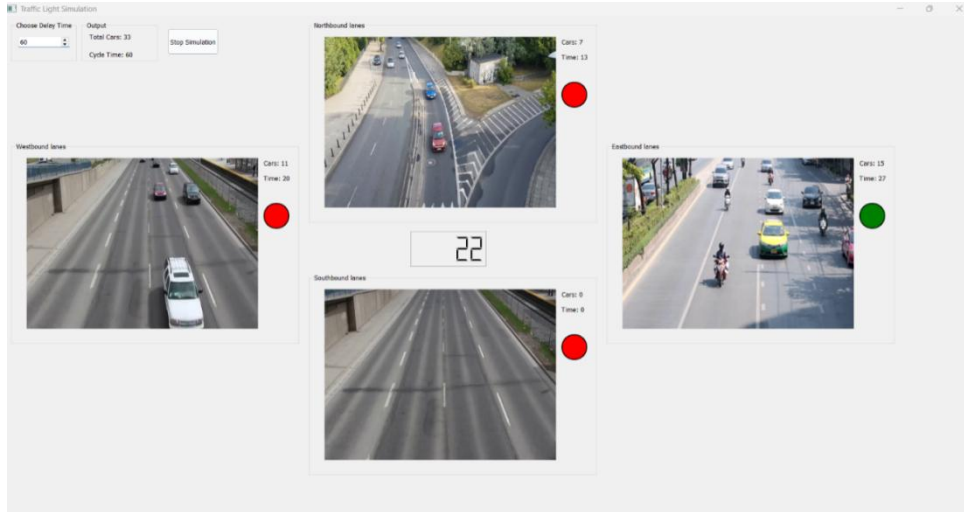 Traffic Light Simulation
Choose Delay Time
60
Output
Total Cars: 33
Cycle Time: 60
Stop Simulation
Northbound lanes
Cars: 7
Time: 13
Westbound lanes
Cars: 11
Time: 20
Eastbound lanes
Cars: 15
Time: 27
22
Southbound lanes
Cars: 0
Time: 0